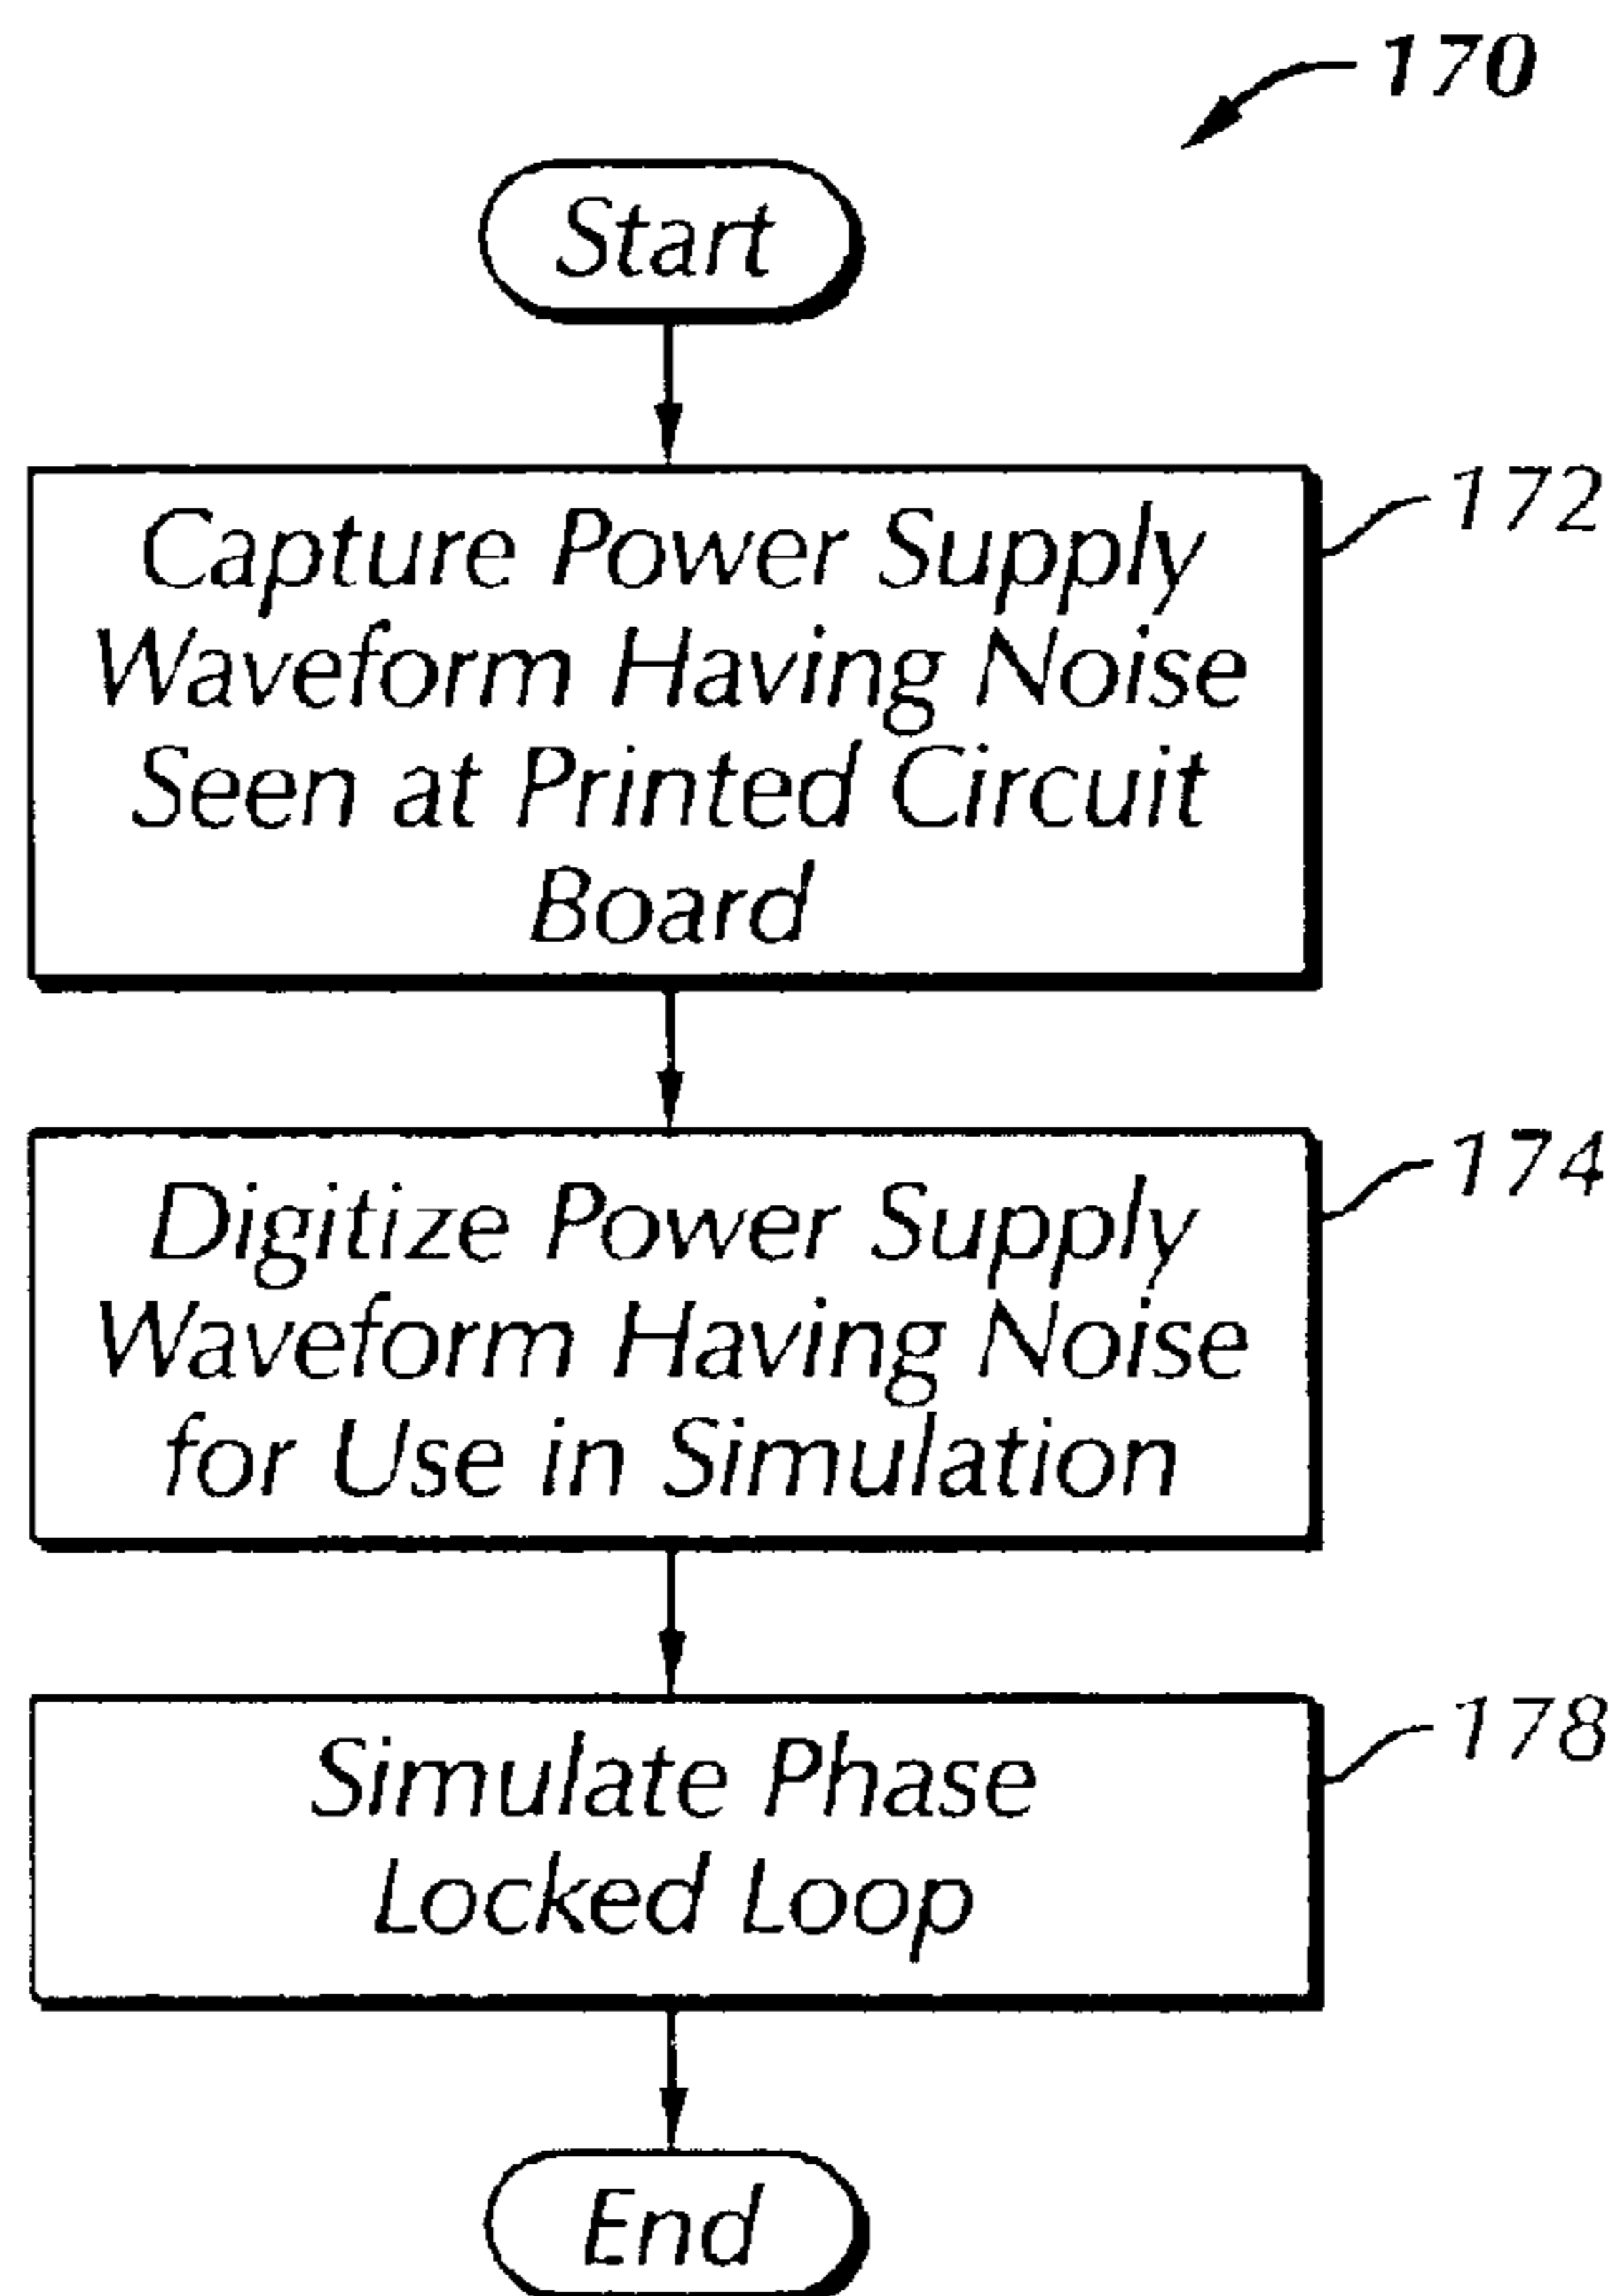 170
Start
172
Capture Power Supply
Waveform Having Noise
Seen at Printed Circuit
Board
174
Digitize Power Supply
Waveform Having Noise
for Use in Simulation
178
Simulate Phase
Locked Loop
End